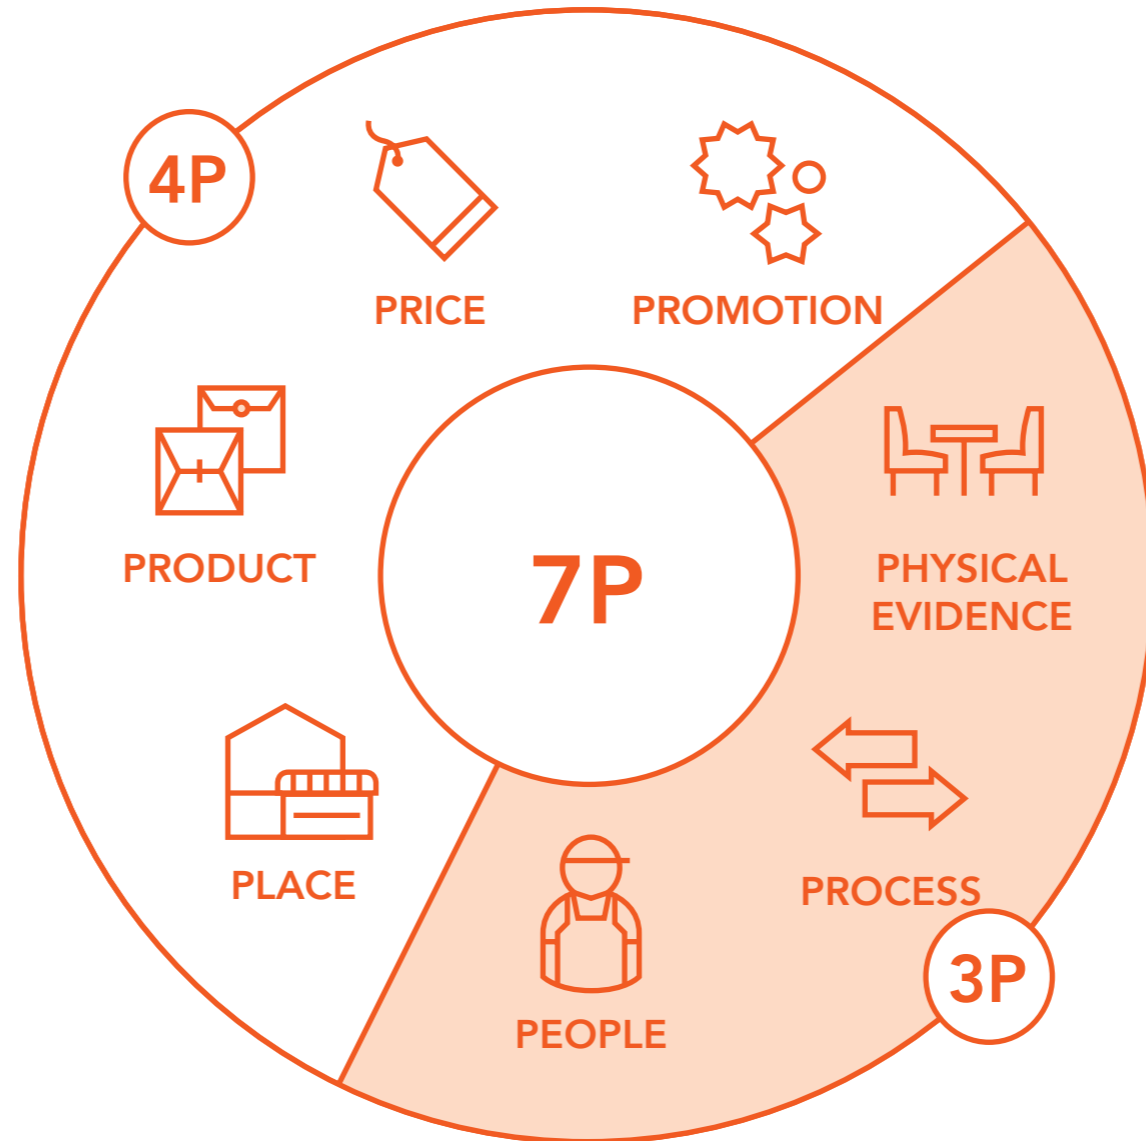 4P
PRICE
PROMOTION
PRODUCT
7P
PHYSICAL
EVIDENCE
PLACE
PROCESS
3P
PEOPLE